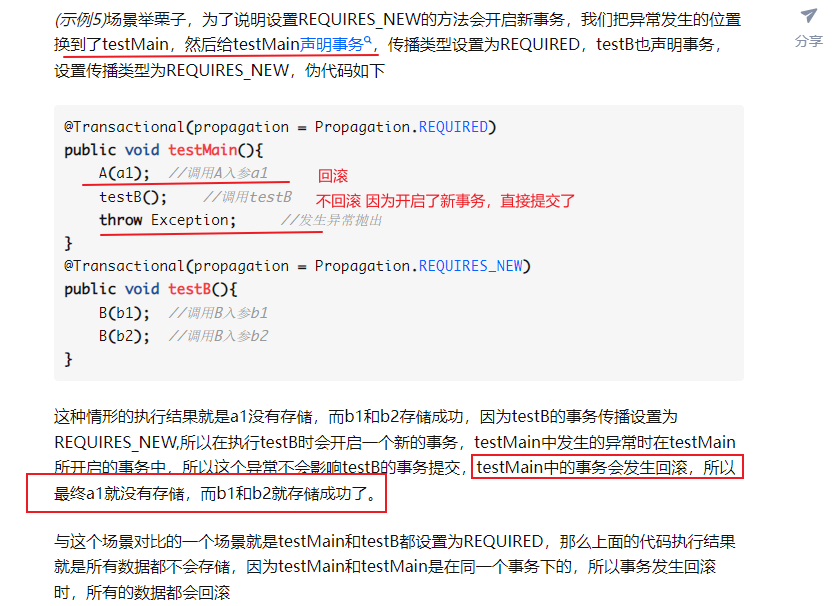 (示例5)场景举栗子，为了说明设置REQUIRES_NEW的方法会开启新事务，我们把异常发生的位置
换到了testMain，然后给testMain声明事务，传播类型设置为REQUIRED，testB也声明事务，
设置传播类型为REQUIRES_NEW，伪代码如下
分享
@Transactional(propagation = Propagation.REQUIRED)
public void testMain(){
A(a1);  //调用A入参a1 回滚
testB();    //调用testB 不回滚 因为开启了新事务，直接提交了
throw Exception;     //发生异常抛出
}
@Transactional(propagation = Propagation.REQUIRES_NEW)
public void testB(){
B(b1);  //调用B入参b1
B(b2);  //调用B入参b2
}
这种情形的执行结果就是a1没有存储，而b1和b2存储成功，因为testB的事务传播设置为
REQUIRES_NEW,所以在执行testB时会开启一个新的事务，testMain中发生的异常时在testMain
所开启的事务中，所以这个异常不会影响testB的事务提交，testMain中的事务会发生回滚，所以
最终a1就没有存储，而b1和b2就存储成功了。
与这个场景对比的一个场景就是testMain和testB都设置为REQUIRED，那么上面的代码执行结果
就是所有数据都不会存储，因为testMain和testMain是在同一个事务下的，所以事务发生回滚
时，所有的数据都会回滚